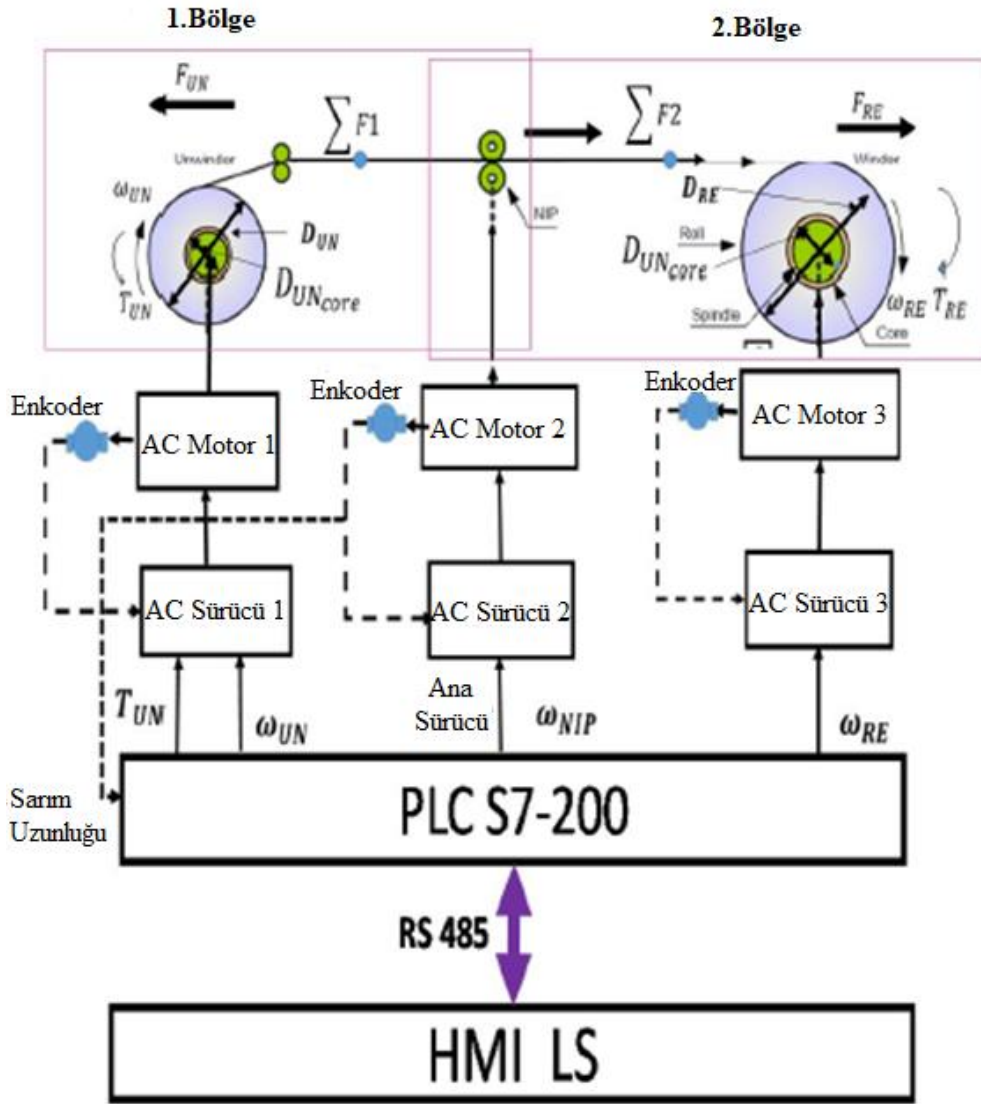 1.Bölge
2.Bölge
F_UN
∑ F1
∑ F2
F_RE
Unwinder
Winder
ω_UN
D_UN
D_UN_core
T_UN
NIP
D_RE
Roll
D_UN_core
Spindle
Core
ω_RE
T_RE
Enkoder
AC Motor 1
Enkoder
AC Motor 2
Enkoder
AC Motor 3
AC Sürücü 1
AC Sürücü 2
AC Sürücü 3
T_UN
ω_UN
Ana
Sürücü
ω_NIP
ω_RE
Sarım
Uzunluğu
PLC S7-200
RS 485
HMI LS